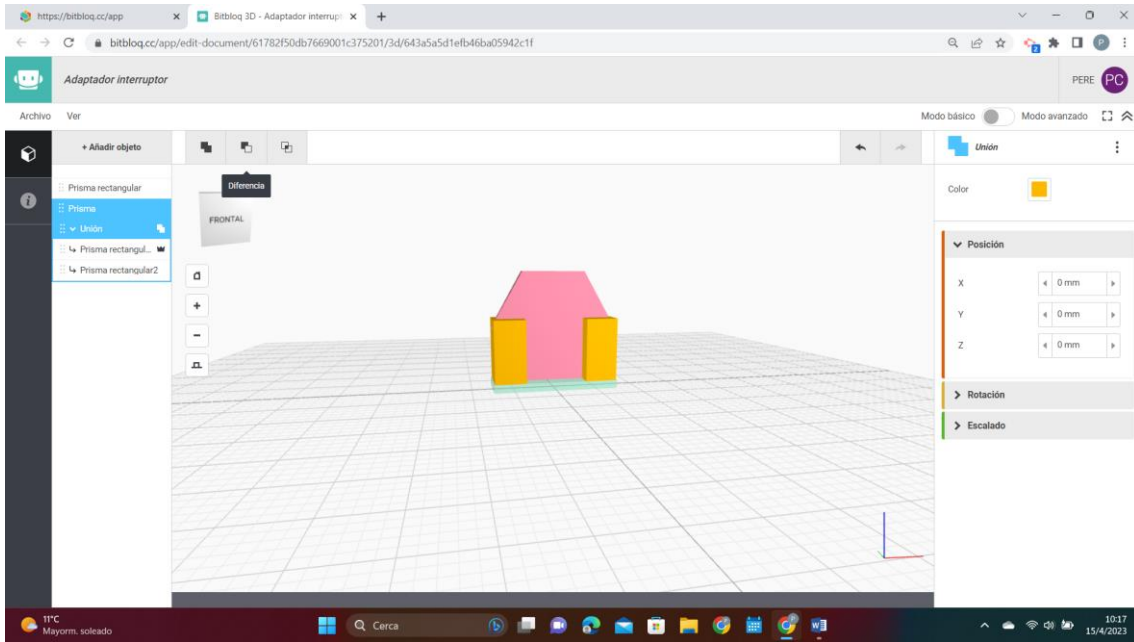 https://bitbloq.cc/app
Bitbloq 3D - Adaptador interrup
bitbloq.cc/app/edit-document/61782f50db7669001c375201/3d/643a5a5d1efb46ba05942c1f
2
P
Adaptador interruptor
PERE
PC
Archivo Ver
Modo básico Modo avanzado
+ Añadir objeto
Diferencia
Unión
Prisma rectangular
Prisma
Unión
Prisma rectangul...
Prisma rectangular2
FRONTAL
Color
Posición
X 0 mm
Y 0 mm
Z 0 mm
Rotación
Escalado
11°C
Mayorm. soleado
Cerca
10:17
15/4/2023